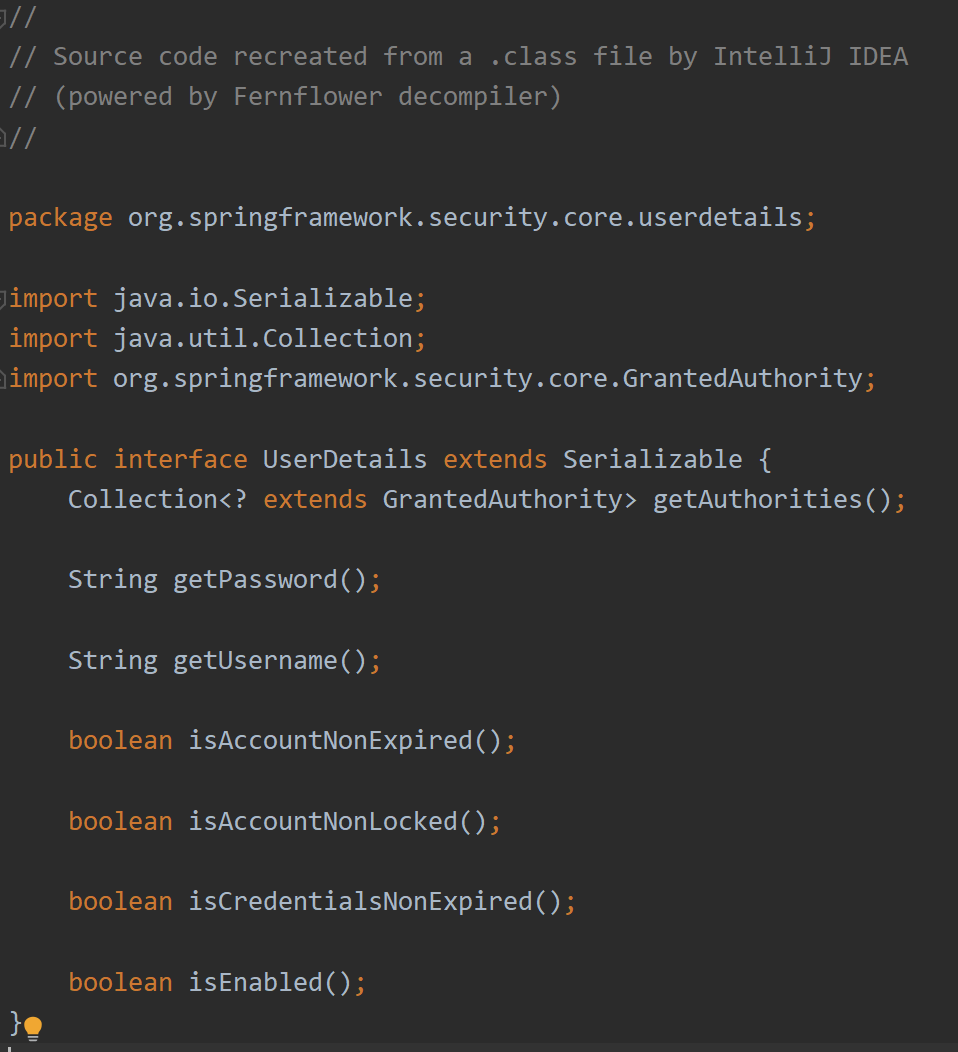 //
// Source code recreated from a .class file by IntelliJ IDEA
// (powered by Fernflower decompiler)
//
package org.springframework.security.core.userdetails;
import java.io.Serializable;
import java.util.Collection;
import org.springframework.security.core.GrantedAuthority;
public interface UserDetails extends Serializable {
    Collection<? extends GrantedAuthority> getAuthorities();
    String getPassword();
    String getUsername();
    boolean isAccountNonExpired();
    boolean isAccountNonLocked();
    boolean isCredentialsNonExpired();
    boolean isEnabled();
}